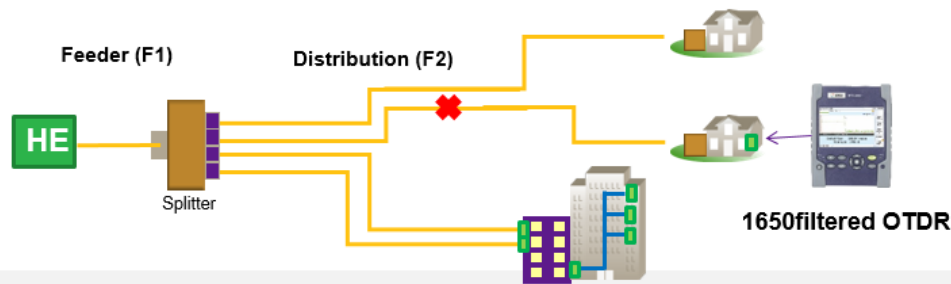 Feeder (F1)
Distribution (F2)
HE
Splitter
1650filtered OTDR